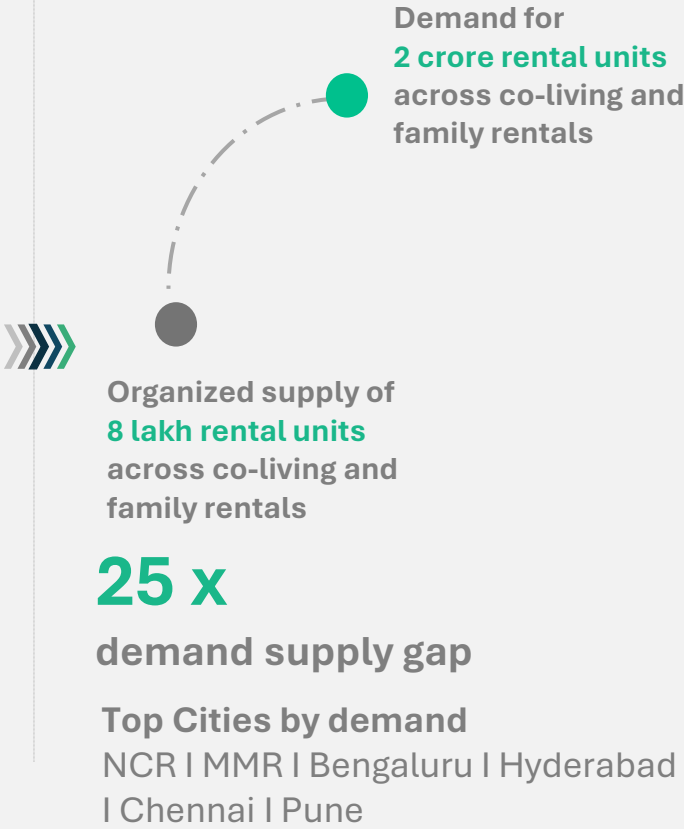 Demand for
2 crore rental units
across co-living and
family rentals
Organized supply of
8 lakh rental units
across co-living and
family rentals
25 x
demand supply gap
Top Cities by demand
NCR I MMR I Bengaluru I Hyderabad
I Chennai I Pune